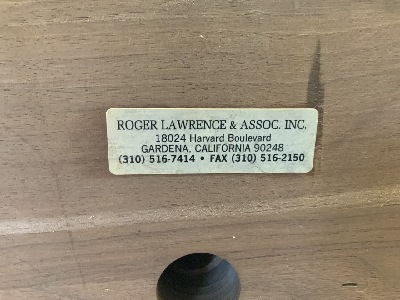 ROGER LAWRENCE & ASSOC. INC.
18024 Harvard Boulevard
GARDENA, CALIFORNIA 90248
(310) 516-7414 • FAX (310) 516-2150